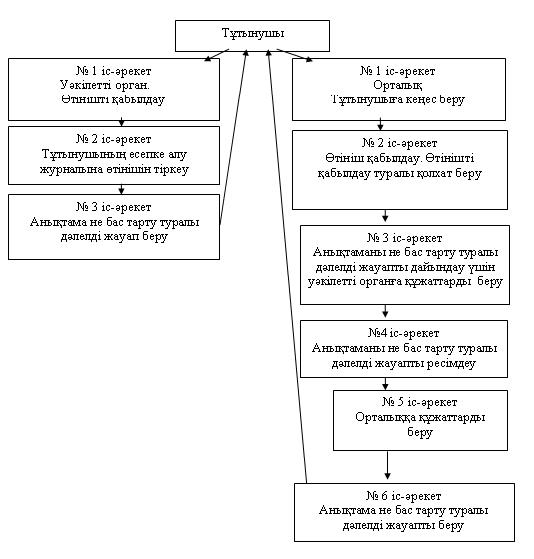 Тұтынушы
№ 1 іс-әрекет
Уәкілетті орган.
Өтінішті қабылдау
№ 2 іс-әрекет
Тұтынушының есепке алу
журналына өтінішін тіркеу
№ 3 іс-әрекет
Анықтама не бас тарту туралы
дәлелді жауап беру
№ 1 іс-әрекет
Орталық
Тұтынушыға кеңес беру
№ 2 іс-әрекет
Өтініш қабылдау. Өтінішті
қабылдау туралы қолхат беру
№ 3 іс-әрекет
Анықтаманы не бас тарту туралы
дәлелді жауапты дайындау үшін
уәкілетті органға құжаттарды беру
№4 іс-әрекет
Анықтаманы не бас тарту туралы
дәлелді жауапты ресімдеу
№ 5 іс-әрекет
Орталыққа құжаттарды
беру
№ 6 іс-әрекет
Анықтама не бас тарту туралы
дәлелді жауапты беру